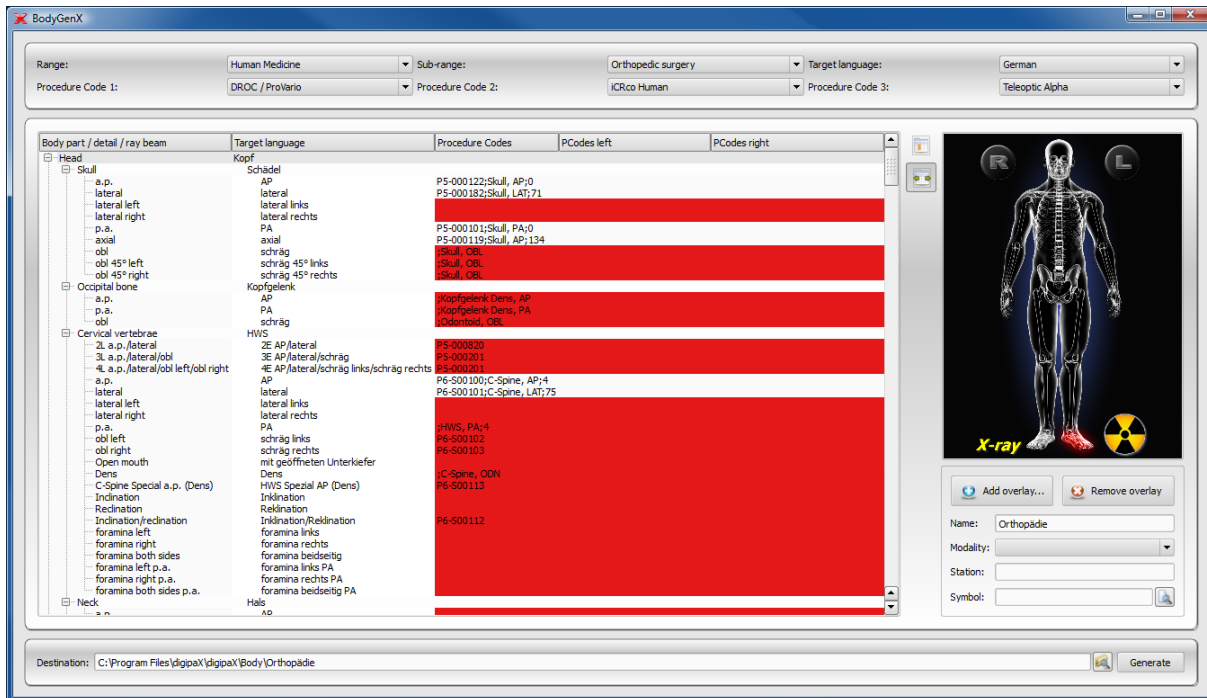 BodyGenX
Range: Human Medicine Sub-range: Orthopedic surgery Target language: German
Procedure Code 1: DROC / ProVario Procedure Code 2: iCRco Human Procedure Code 3: Teleoptic Alpha
Body part / detail / ray beam Target language Procedure Codes PCodes left PCodes right
Head Kopf
Skull Schädel
a.p. AP P5-000122;Skull, AP;0
lateral lateral P5-000182;Skull, LAT;71
lateral left lateral links
lateral right lateral rechts
p.a. PA P5-000101;Skull, PA;0
axial axial P5-000119;Skull, AP;134
obl schräg ;Skull, OBL
obl 45° left schräg 45° links ;Skull, OBL
obl 45° right schräg 45° rechts ;Skull, OBL
Occipital bone Kopfgelenk
a.p. AP ;Kopfgelenk Dens, AP
p.a. PA ;Kopfgelenk Dens, PA
obl schräg ;Odontoid, OBL
Cervical vertebrae HWS
2L a.p./lateral 2E AP/lateral P5-000820
3L a.p./lateral/obl 3E AP/lateral/schräg P5-000201
4L a.p./lateral/obl left/obl right 4E AP/lateral/schräg links/schräg rechts P5-000201
a.p. AP P6-S00100;C-Spine, AP;4
lateral lateral P6-S00101;C-Spine, LAT;75
lateral left lateral links
lateral right lateral rechts
p.a. PA ;HWS, PA;4
obl left schräg links P6-S00102
obl right schräg rechts P6-S00103
Open mouth mit geöffneten Unterkiefer
Dens Dens ;C-Spine, ODN
C-Spine Special a.p. (Dens) HWS Spezial AP (Dens) P6-S00113
Inclination Inklination
Reclination Reklination
Inclination/reclination Inklination/Reklination P6-S00112
foramina left foramina links
foramina right foramina rechts
foramina both sides foramina beidseitig
foramina left p.a. foramina links PA
foramina right p.a. foramina rechts PA
foramina both sides p.a. foramina beidseitig PA
Neck Hals
a.p. AP
R L
X-ray
Add overlay... Remove overlay
Name: Orthopädie
Modality:
Station:
Symbol:
Destination: C:\Program Files\digipaX\digipaX\Body\Orthopädie Generate